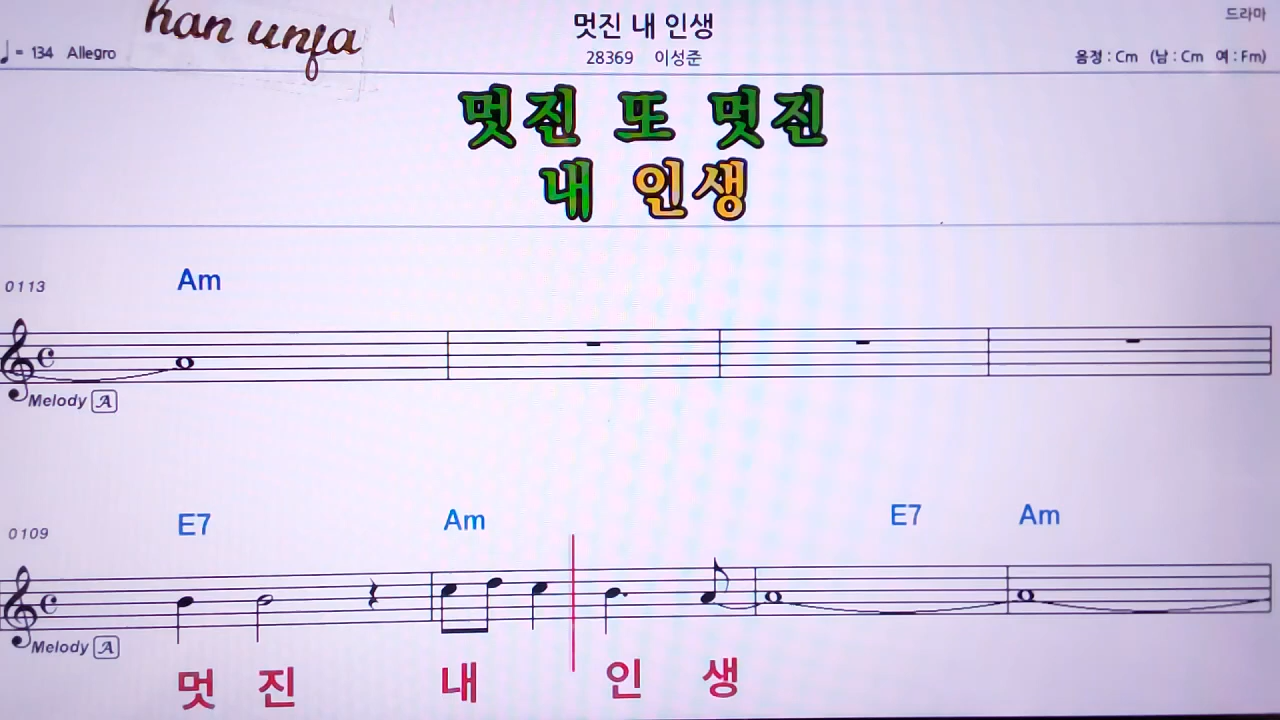 han unja
멋진 내 인생
드라마
♩= 134 Allegro
28369 이성준
음정 : Cm (남 : Cm 여 : Fm)
멋진 또 멋진
내 인생
0113 Am
Melody A
0109 E7 Am E7 Am
Melody A
멋 진 내 인 생